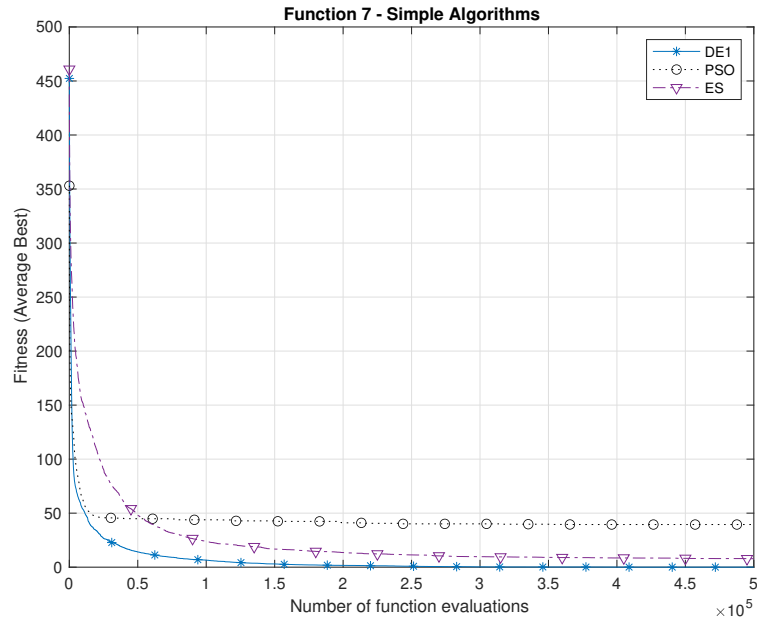 Function 7 - Simple Algorithms
500
450
400
350
300
250
200
150
100
50
0
Fitness (Average Best)
DE1
PSO
ES
0 0.5 1 1.5 2 2.5 3 3.5 4 4.5 5
Number of function evaluations
×10^5